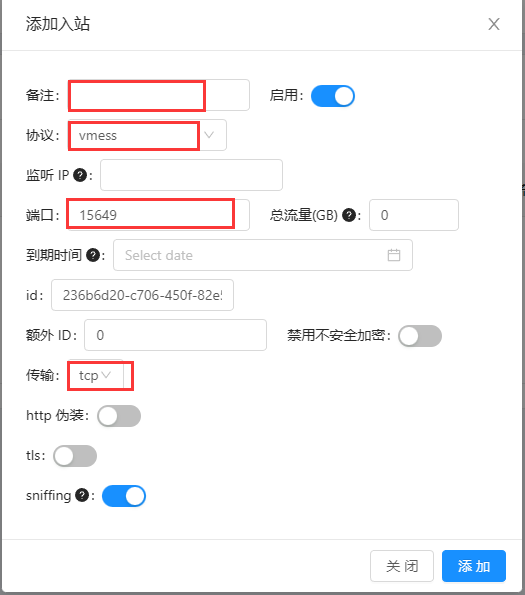 添加入站
备注：
启用：
协议：
vmess
监听 IP ?：
端口：
15649
总流量(GB) ?：
0
到期时间 ?：
Select date
id：
236b6d20-c706-450f-82e5
额外 ID：
0
禁用不安全加密：
传输：
tcp
http 伪装：
tls：
sniffing ?：
关 闭
添 加